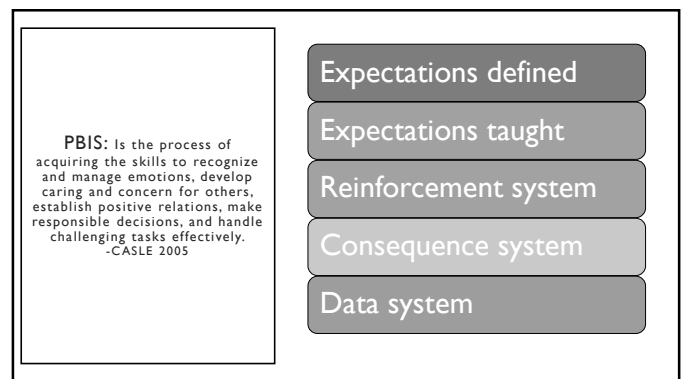 PBIS: Is the process of
acquiring the skills to recognize
and manage emotions, develop
caring and concern for others,
establish positive relations, make
responsible decisions, and handle
challenging tasks effectively.
-CASLE 2005
Expectations defined
Expectations taught
Reinforcement system
Consequence system
Data system